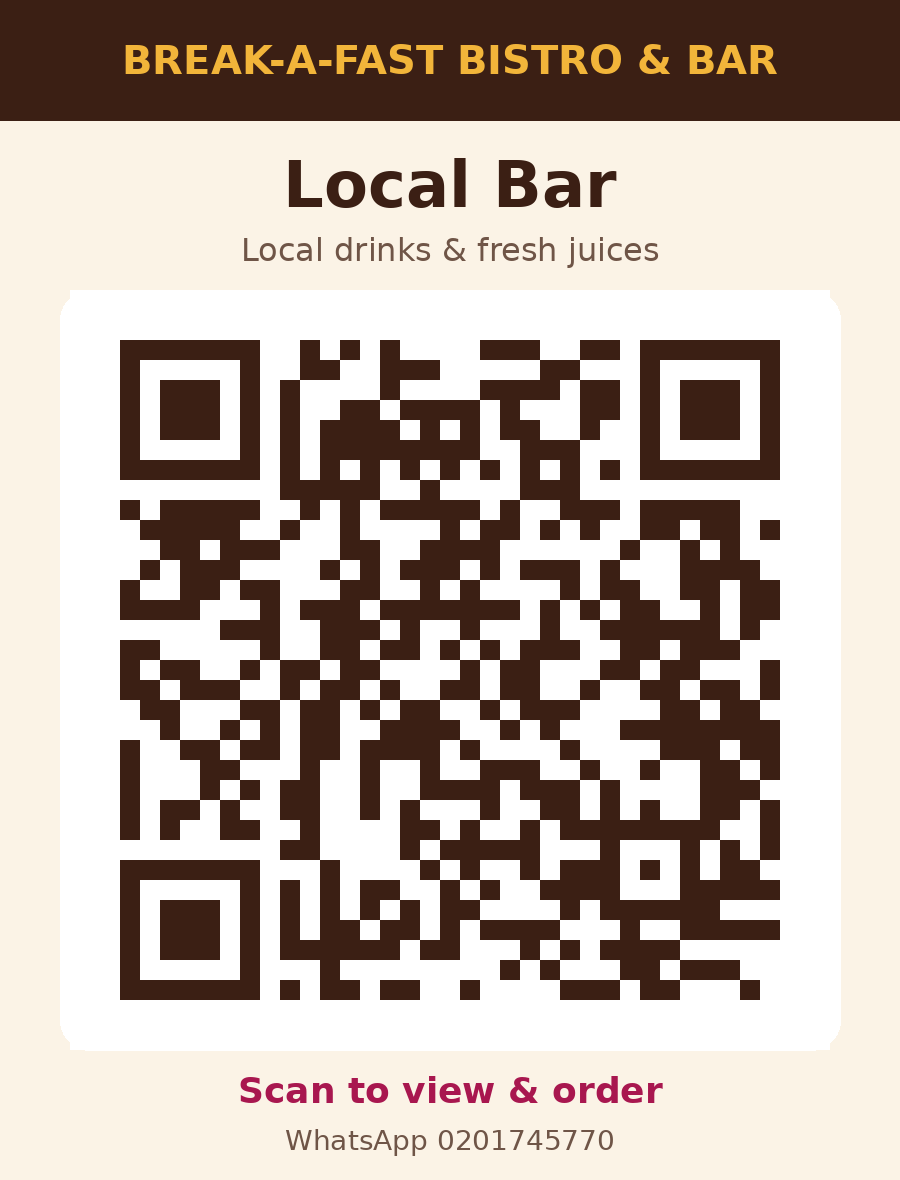 BREAK-A-FAST BISTRO & BAR
Local Bar
Local drinks & fresh juices
Scan to view & order
WhatsApp 0201745770